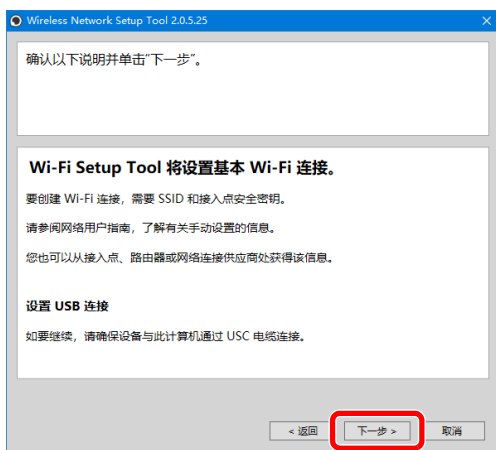 Wireless Network Setup Tool 2.0.5.25
确认以下说明并单击"下一步"。
Wi-Fi Setup Tool 将设置基本 Wi-Fi 连接。
要创建 Wi-Fi 连接，需要 SSID 和接入点安全密钥。
请参阅网络用户指南，了解有关手动设置的信息。
您也可以从接入点、路由器或网络连接供应商处获得该信息。
设置 USB 连接
如要继续，请确保设备与此计算机通过 USC 电缆连接。
< 返回
下一步 >
取消